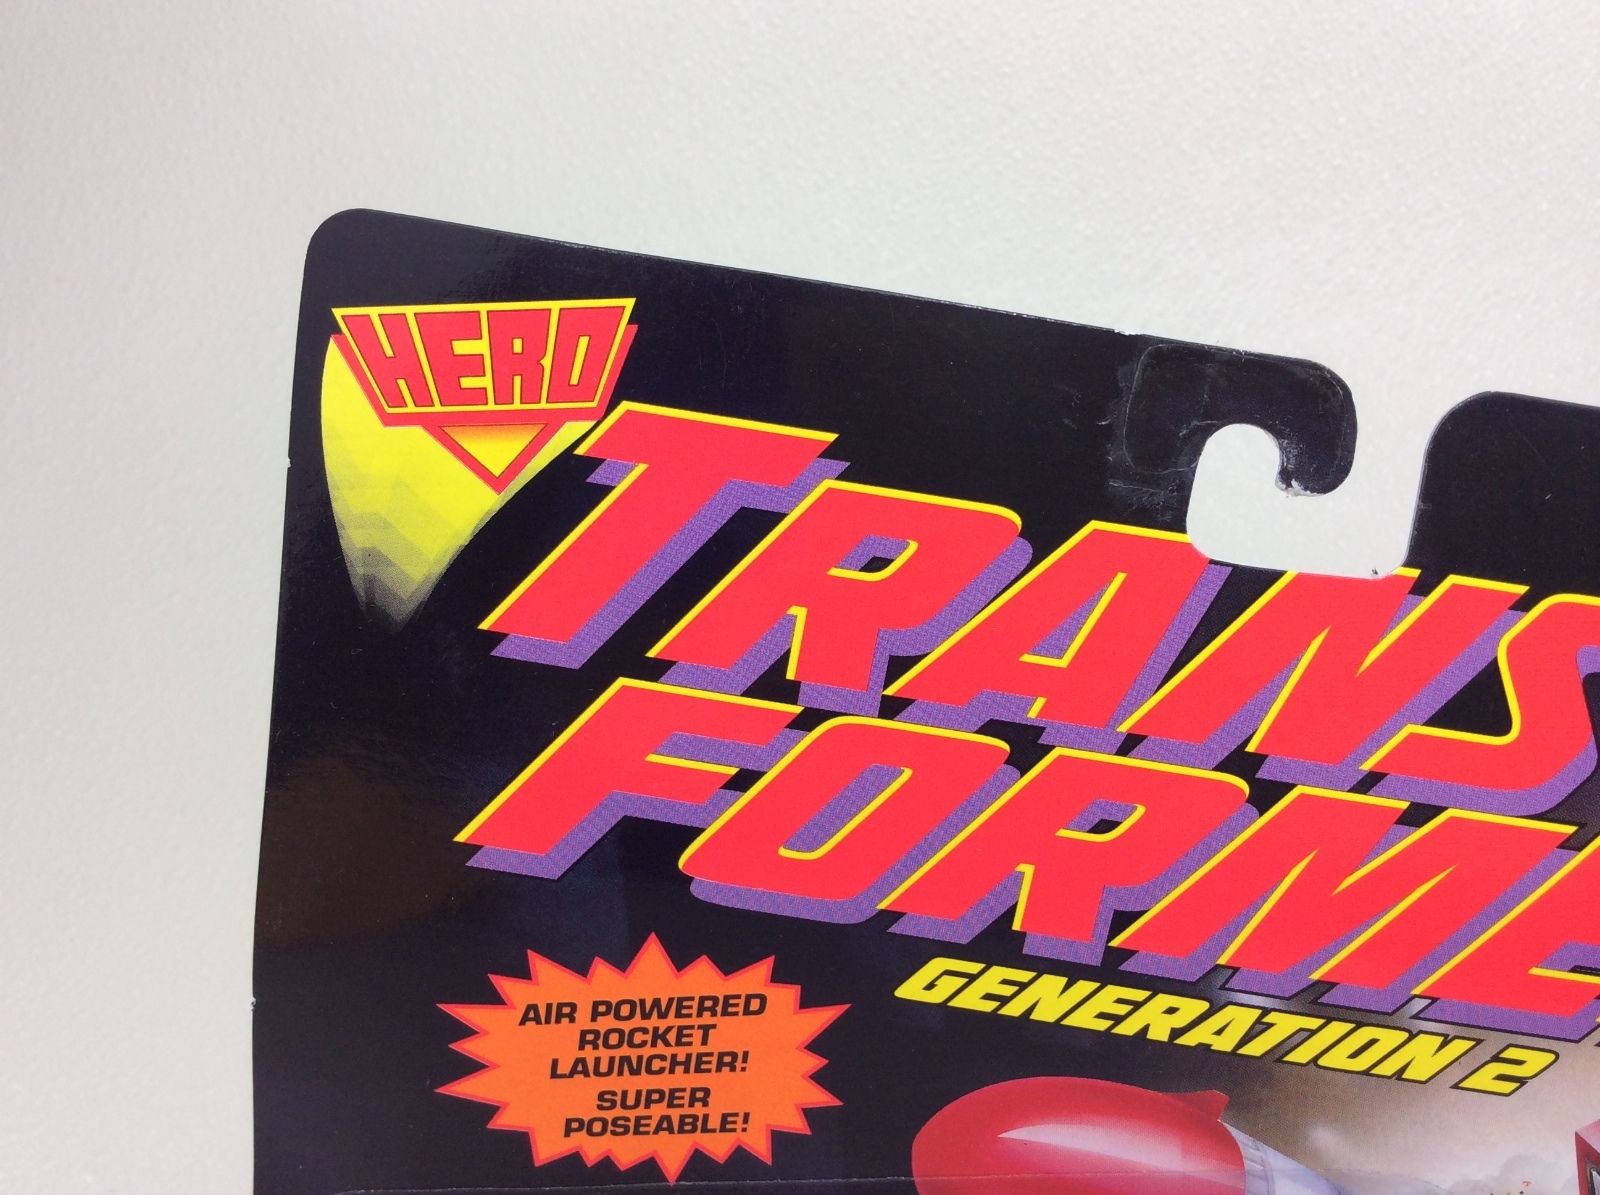 HERO
TRANS
FORME
GENERATION 2
AIR POWERED
ROCKET
LAUNCHER!
SUPER
POSEABLE!